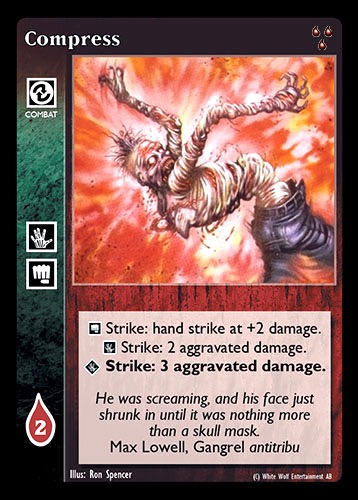 Compress
COMBAT
Strike: hand strike at +2 damage.
Strike: 2 aggravated damage.
Strike: 3 aggravated damage.
He was screaming, and his face just
shrunk in until it was nothing more
than a skull mask.
Max Lowell, Gangrel antitribu
2
Illus: Ron Spencer
(C) White Wolf Entertainment AB